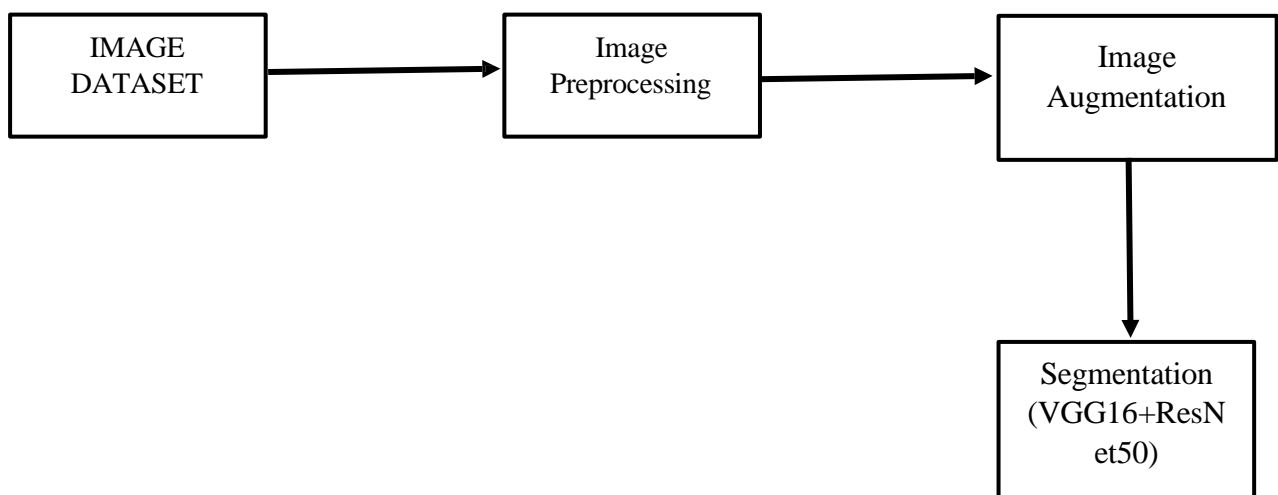 IMAGE
DATASET
Image
Preprocessing
Image
Augmentation
Segmentation
(VGG16+ResN
et50)